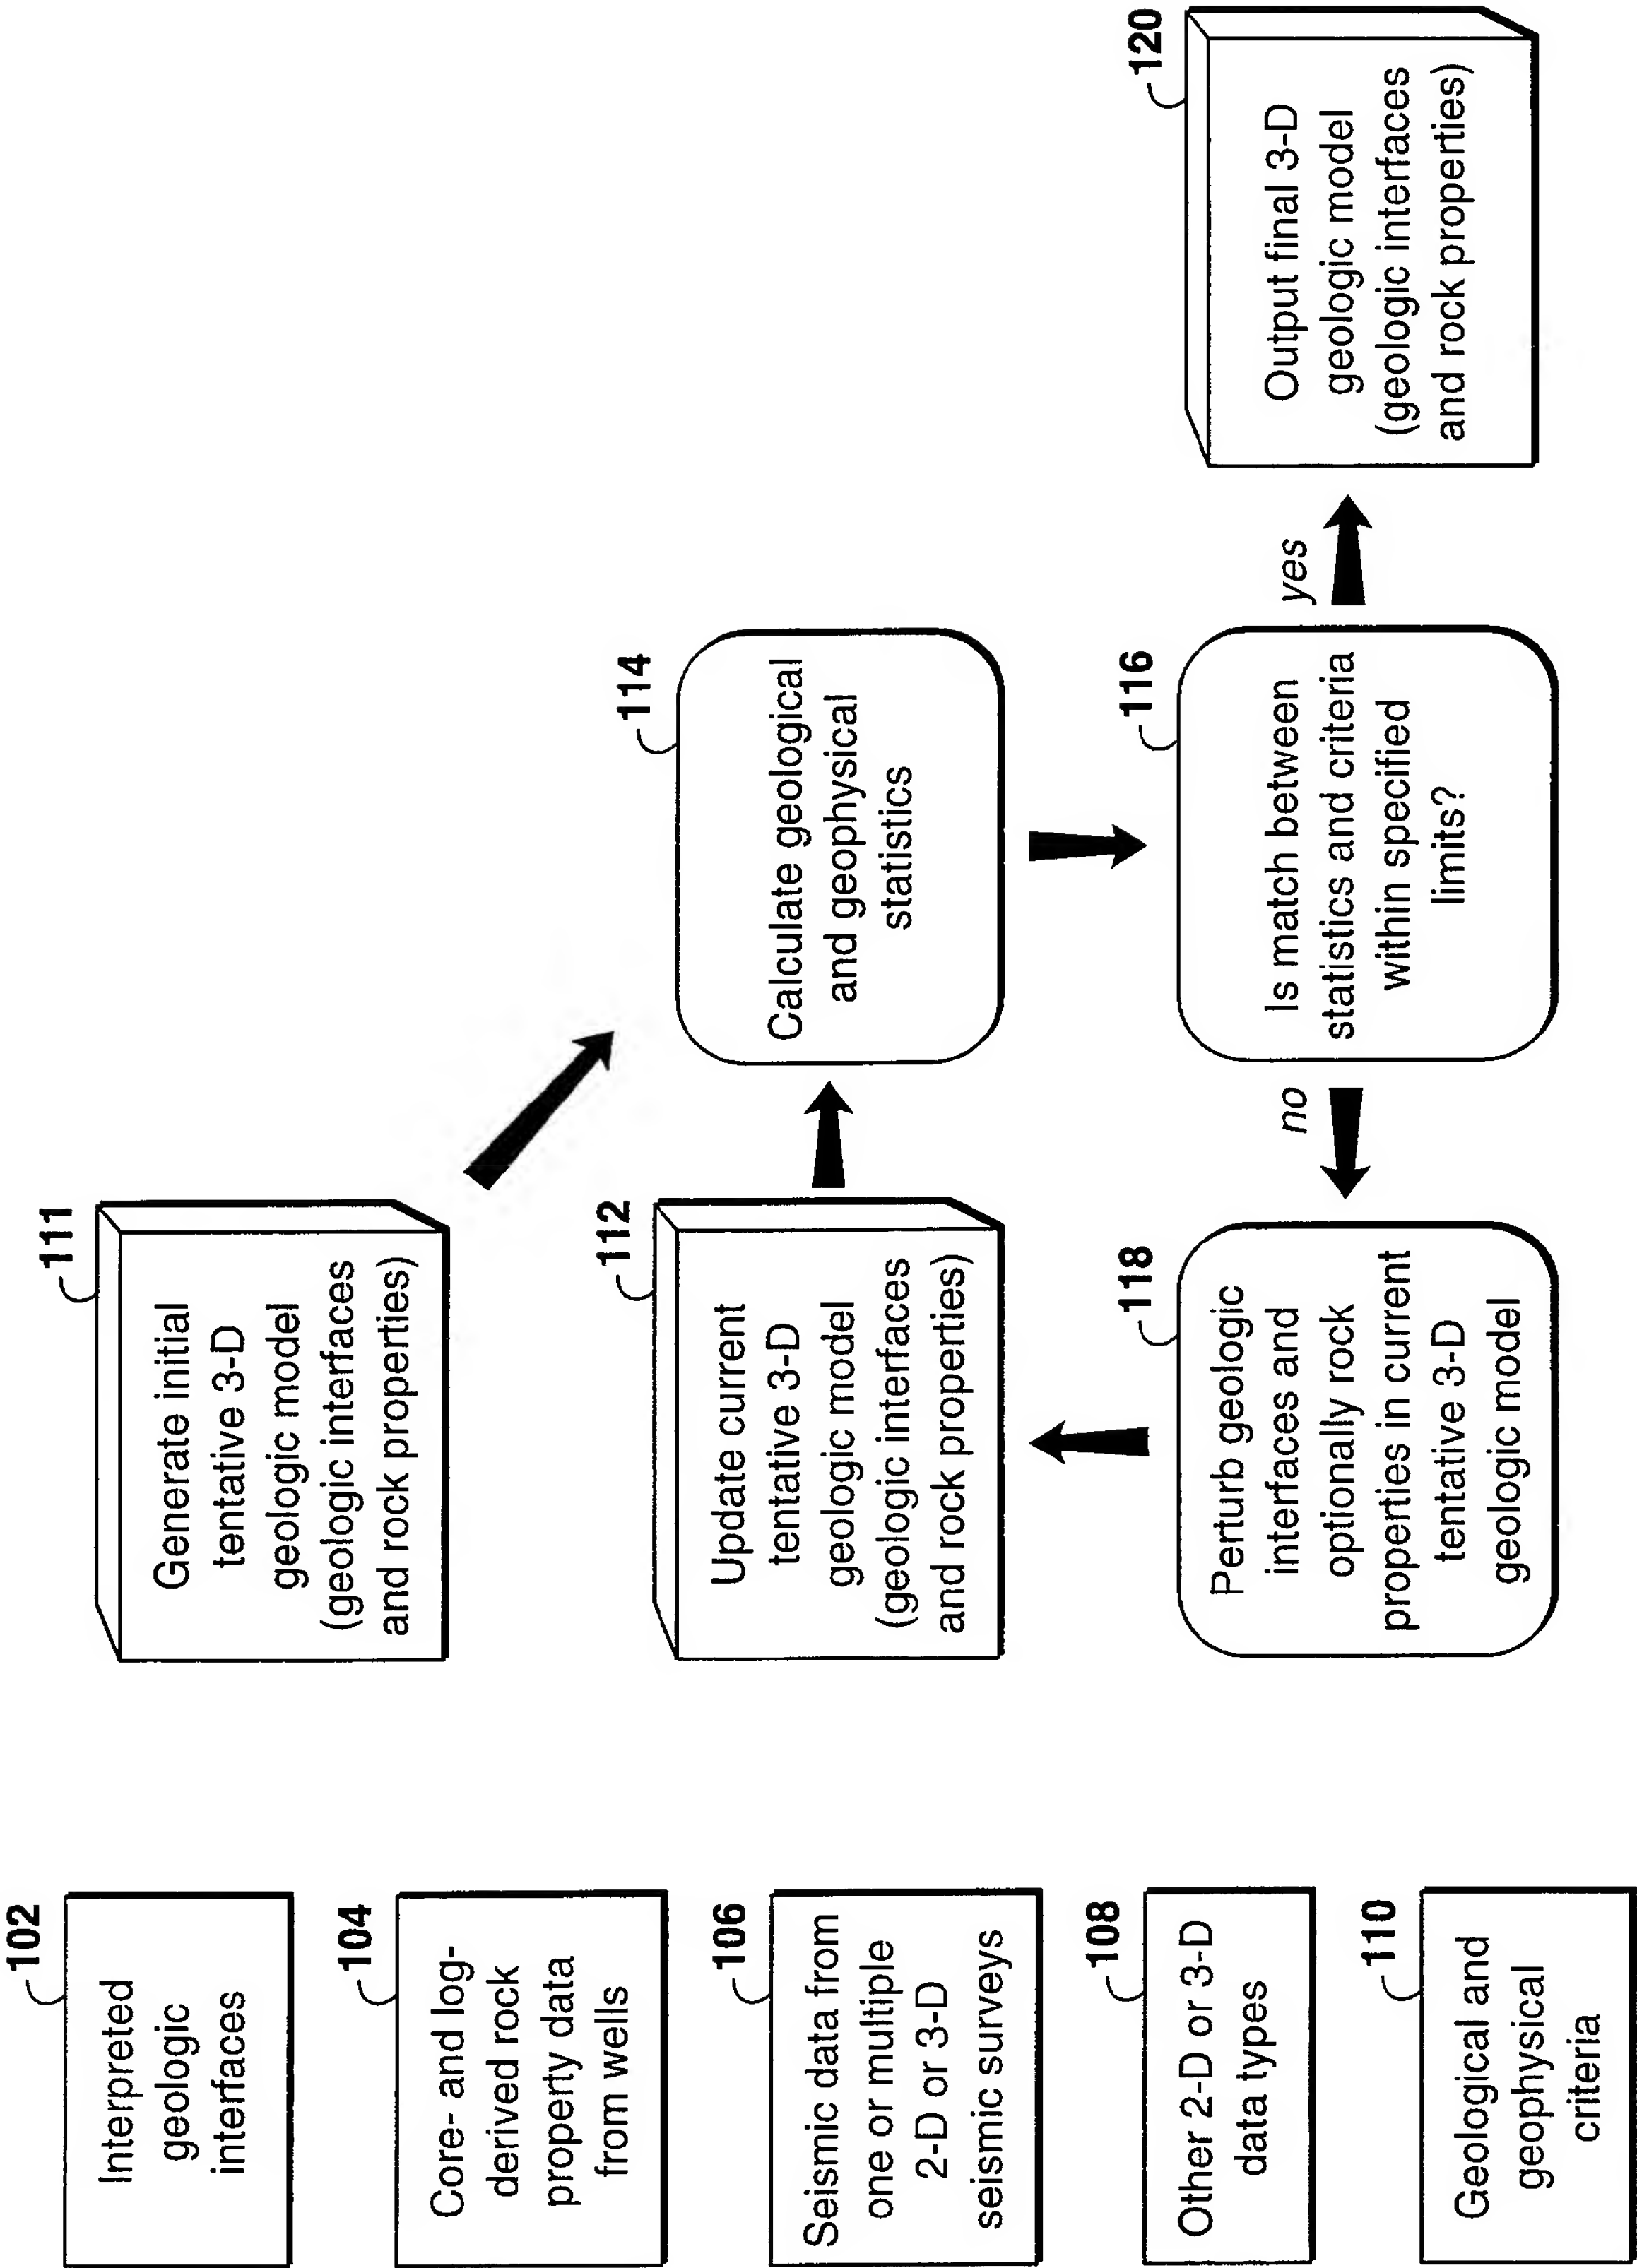 102
Interpreted
geologic
interfaces
104
Core- and log-
derived rock
property data
from wells
106
Seismic data from
one or multiple
2-D or 3-D
seismic surveys
108
Other 2-D or 3-D
data types
110
Geological and
geophysical
criteria
111
Generate initial
tentative 3-D
geologic model
(geologic interfaces
and rock properties)
112
Update current
tentative 3-D
geologic model
(geologic interfaces
and rock properties)
114
Calculate geological
and geophysical
statistics
116
Is match between
statistics and criteria
within specified
limits?
no
yes
118
Perturb geologic
interfaces and
optionally rock
properties in current
tentative 3-D
geologic model
120
Output final 3-D
geologic model
(geologic interfaces
and rock properties)